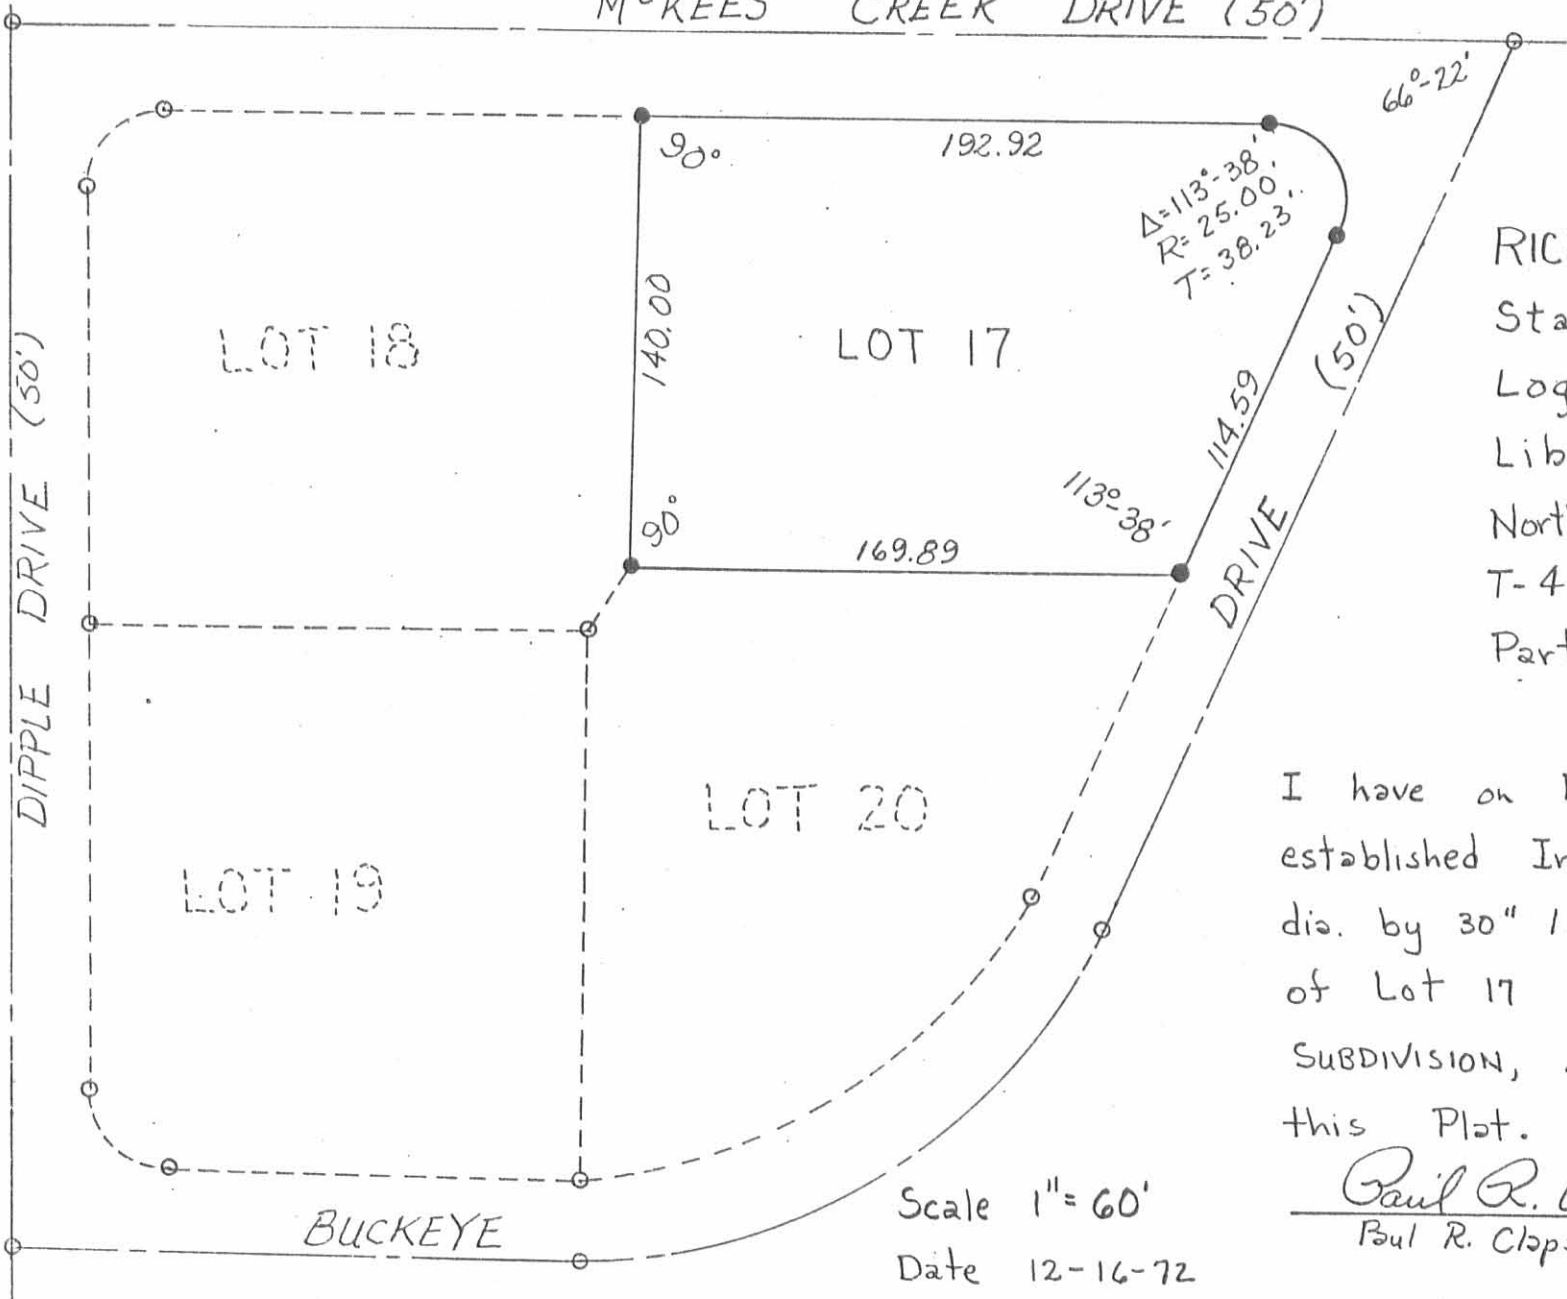 McKEES CREEK DRIVE (50')
66°-22'
90°
192.92
Δ=113°-38'
R=25.00'
T=38.23'
140.00
LOT 18
LOT 17
DIPPLE DRIVE (50')
114.59
(50')
DRIVE
90°
113°-38'
169.89
LOT 20
LOT 19
BUCKEYE
RIC
Sta
Log
Lib
Nort
T-4
Part
I have on
established Ir
dia. by 30" l
of Lot 17
SUBDIVISION,
this Plat.
Paul R. C
Paul R. Clap
Scale 1"=60'
Date 12-16-72